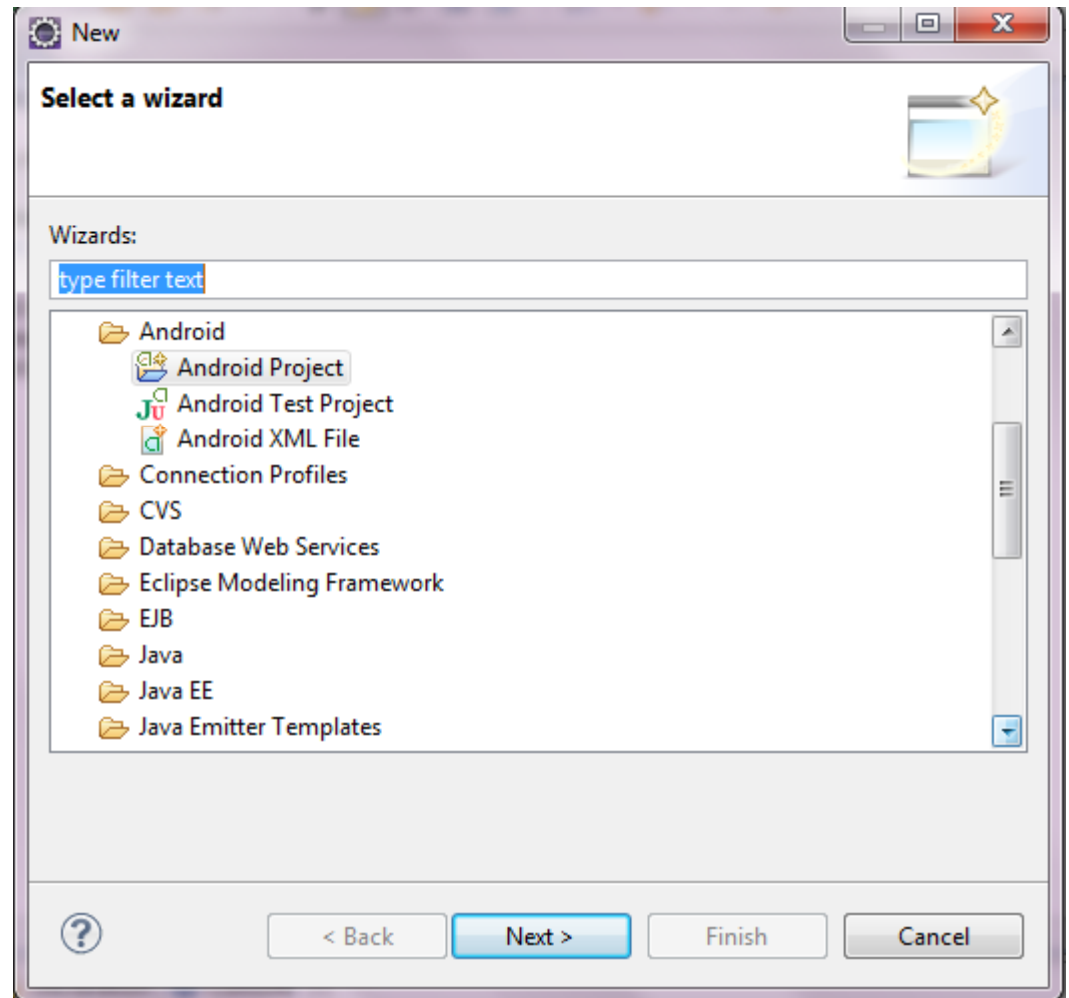 New
Select a wizard
Wizards:
type filter text
Android
Android Project
Android Test Project
Android XML File
Connection Profiles
CVS
Database Web Services
Eclipse Modeling Framework
EJB
Java
Java EE
Java Emitter Templates
? < Back Next > Finish Cancel